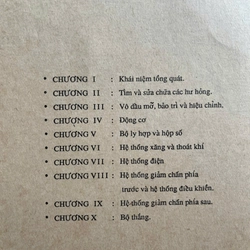 • CHƯƠNG I : Khái niệm tổng quát.
• CHƯƠNG II : Tìm và sửa chữa các hư hỏng.
• CHƯƠNG III : Vô dầu mỡ, bảo trì và hiệu chỉnh.
• CHƯƠNG IV : Động cơ
• CHƯƠNG V : Bộ ly hợp và hộp số
• CHƯƠNG VI : Hệ thống xăng và thoát khí
• CHƯƠNG VII : Hệ thống điện
• CHƯƠNG VIII : Hệ thống giảm chấn phía
trước và hệ thống điều khiển.
• CHƯƠNG IX : Hệ thống giảm chấn phía sau.
• CHƯƠNG X : Bộ thắng.